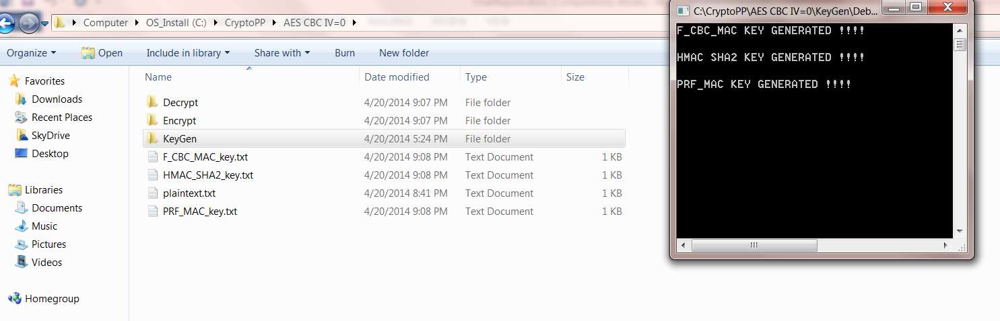 C:\CryptoPP\AES CBC IV=0\KeyGen\Deb...
Computer OS_Install (C:) CryptoPP AES CBC IV=0
Organize Open Include in library Share with Burn New folder
Name Date modified Type Size
Favorites
Downloads
Recent Places
SkyDrive
Desktop
Libraries
Documents
Music
Pictures
Videos
Homegroup
Decrypt 4/20/2014 9:07 PM File folder
Encrypt 4/20/2014 9:07 PM File folder
KeyGen 4/20/2014 5:24 PM File folder
F_CBC_MAC_key.txt 4/20/2014 9:08 PM Text Document 1 KB
HMAC_SHA2_key.txt 4/20/2014 9:08 PM Text Document 1 KB
plaintext.txt 4/20/2014 8:41 PM Text Document 1 KB
PRF_MAC_key.txt 4/20/2014 9:08 PM Text Document 1 KB
F_CBC_MAC KEY GENERATED !!!!
HMAC SHA2 KEY GENERATED !!!!
PRF_MAC KEY GENERATED !!!!